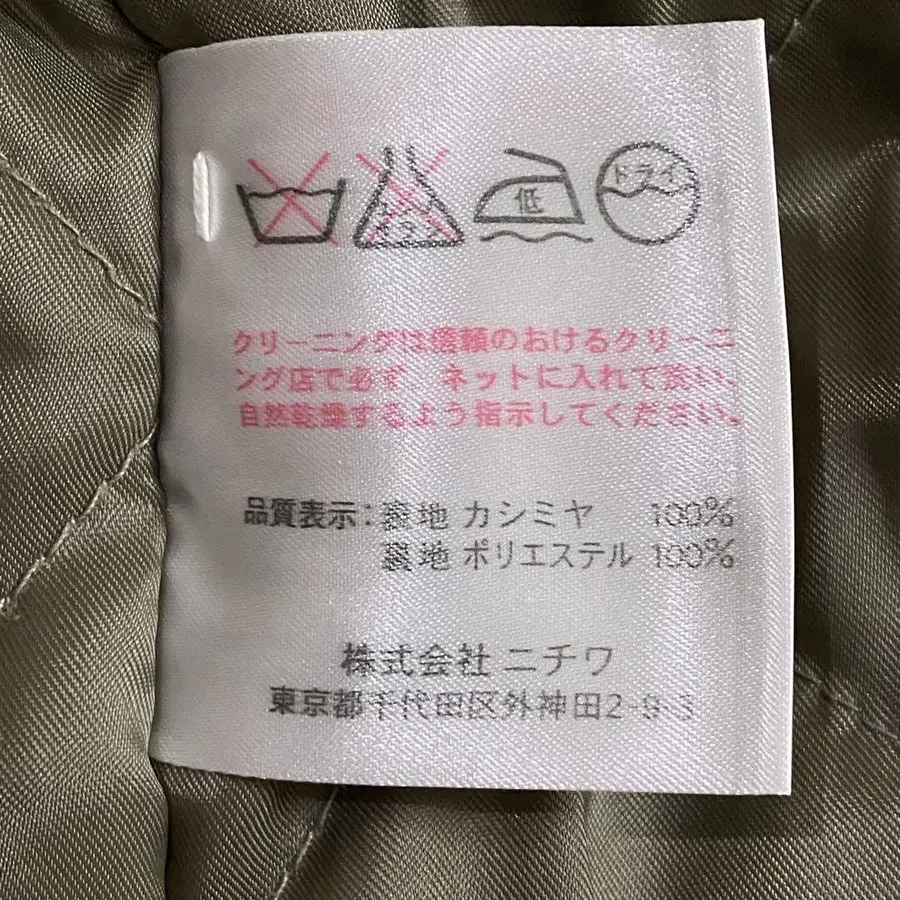 低
ドライ
クリーニングは信頼のおけるクリーニ
ング店で必ず ネットに入れて洗い、
自然乾燥するよう指示してください。
品質表示：表地 カシミヤ 100%
裏地 ポリエステル 100%
株式会社 ニチワ
東京都千代田区外神田2-9-3